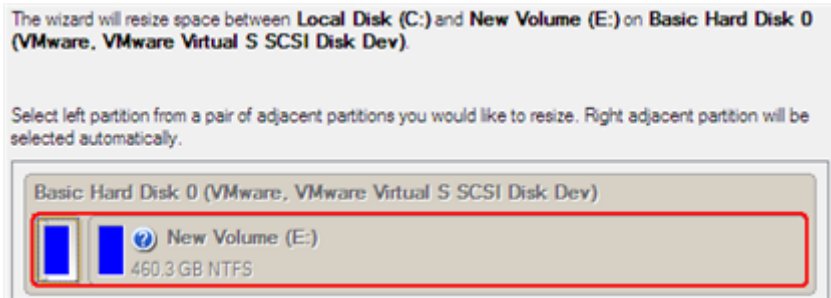 The wizard will resize space between Local Disk (C:) and New Volume (E:) on Basic Hard Disk 0
(VMware, VMware Virtual S SCSI Disk Dev).
Select left partition from a pair of adjacent partitions you would like to resize. Right adjacent partition will be
selected automatically.
Basic Hard Disk 0 (VMware, VMware Virtual S SCSI Disk Dev)
? New Volume (E:)
460.3 GB NTFS